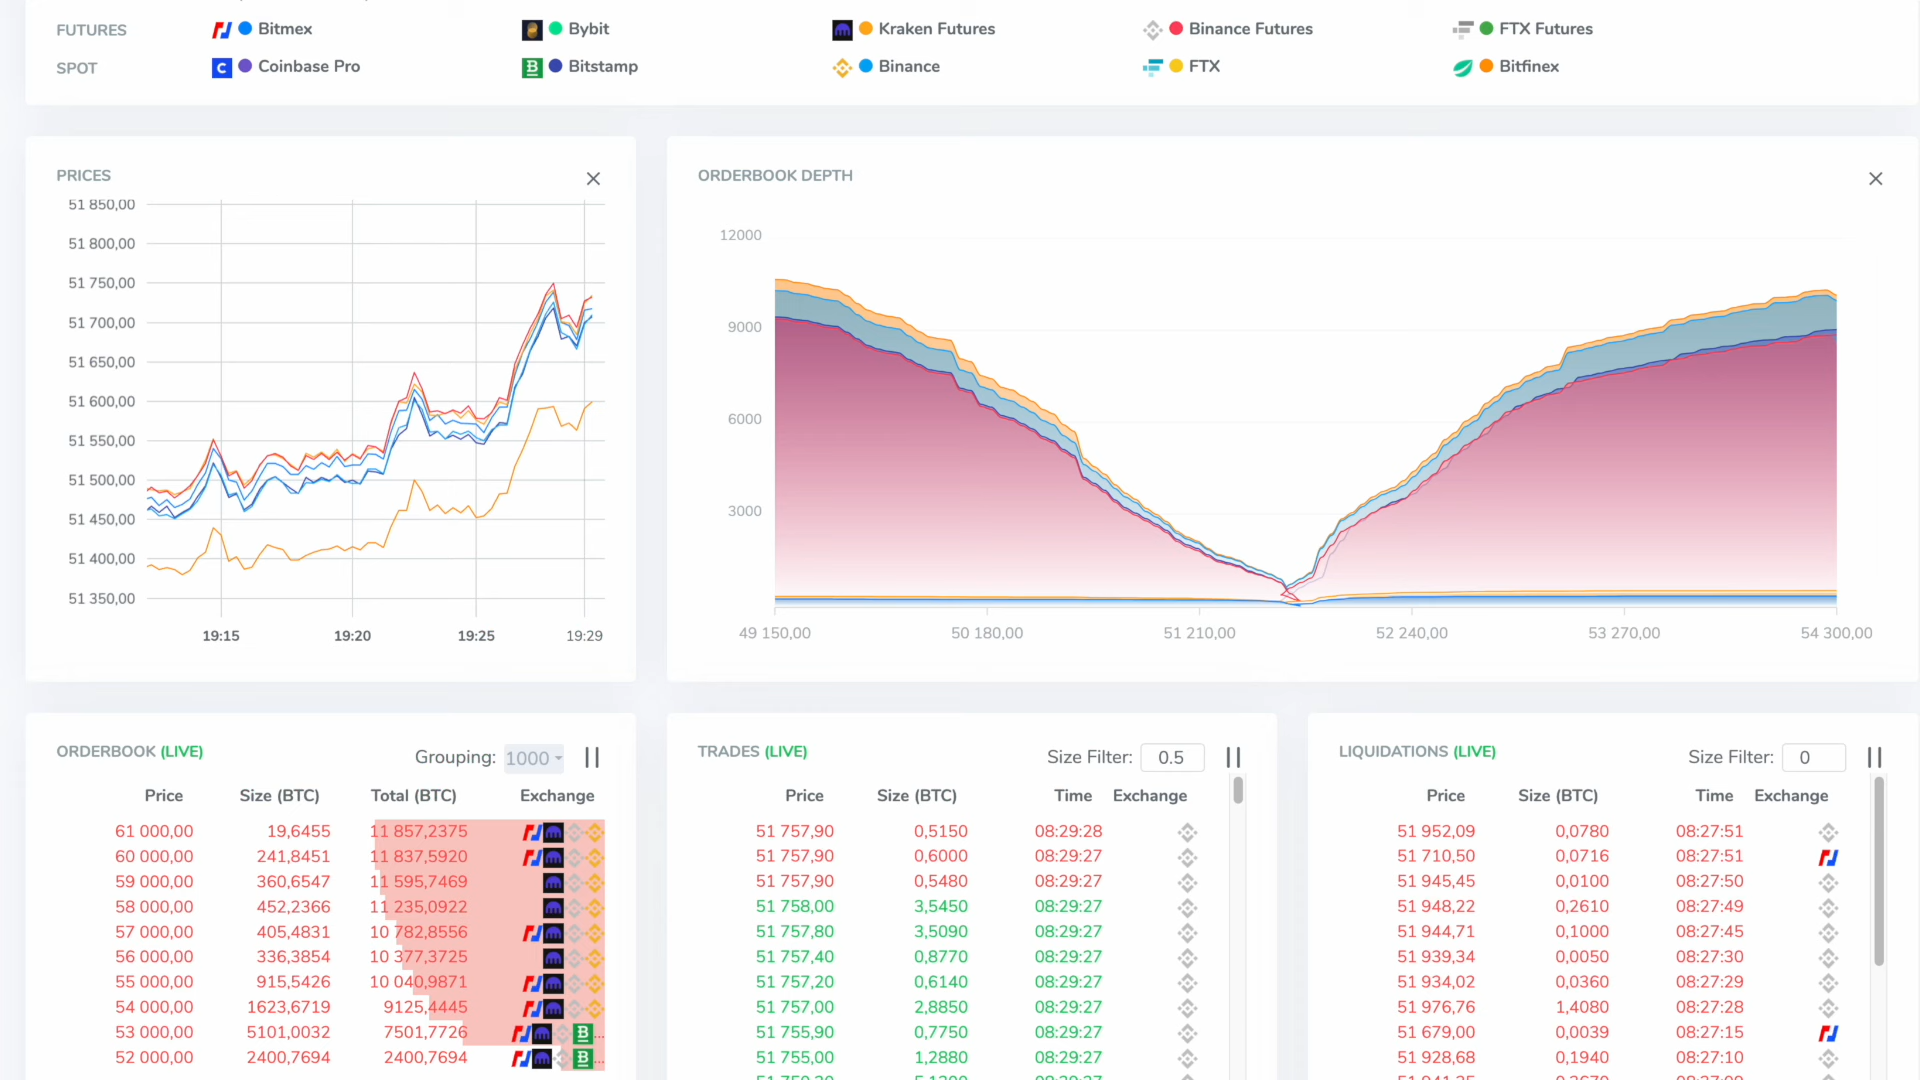 FUTURES Bitmex Bybit Kraken Futures Binance Futures FTX Futures
SPOT Coinbase Pro Bitstamp Binance FTX Bitfinex
PRICES
51 850,00
51 800,00
51 750,00
51 700,00
51 650,00
51 600,00
51 550,00
51 500,00
51 450,00
51 400,00
51 350,00
19:15 19:20 19:25 19:29
ORDERBOOK DEPTH
12000
9000
6000
3000
49 150,00 50 180,00 51 210,00 52 240,00 53 270,00 54 300,00
ORDERBOOK (LIVE) Grouping: 1000
Price Size (BTC) Total (BTC) Exchange
61 000,00 19,6455 11 857,2375
60 000,00 241,8451 11 837,5920
59 000,00 360,6547 11 595,7469
58 000,00 452,2366 11 235,0922
57 000,00 405,4831 10 782,8556
56 000,00 336,3854 10 377,3725
55 000,00 915,5426 10 040,9871
54 000,00 1623,6719 9125,4445
53 000,00 5101,0032 7501,7726 ...
52 000,00 2400,7694 2400,7694 ...
TRADES (LIVE) Size Filter: 0.5
Price Size (BTC) Time Exchange
51 757,90 0,5150 08:29:28
51 757,90 0,6000 08:29:27
51 757,90 0,5480 08:29:27
51 758,00 3,5450 08:29:27
51 757,80 3,5090 08:29:27
51 757,40 0,8770 08:29:27
51 757,20 0,6140 08:29:27
51 757,00 2,8850 08:29:27
51 755,90 0,7750 08:29:27
51 755,00 1,2880 08:29:27
LIQUIDATIONS (LIVE) Size Filter: 0
Price Size (BTC) Time Exchange
51 952,09 0,0780 08:27:51
51 710,50 0,0716 08:27:51
51 945,45 0,0100 08:27:50
51 948,22 0,2610 08:27:49
51 944,71 0,1000 08:27:45
51 939,34 0,0050 08:27:30
51 934,02 0,0360 08:27:29
51 976,76 1,4080 08:27:28
51 679,00 0,0039 08:27:15
51 928,68 0,1940 08:27:10